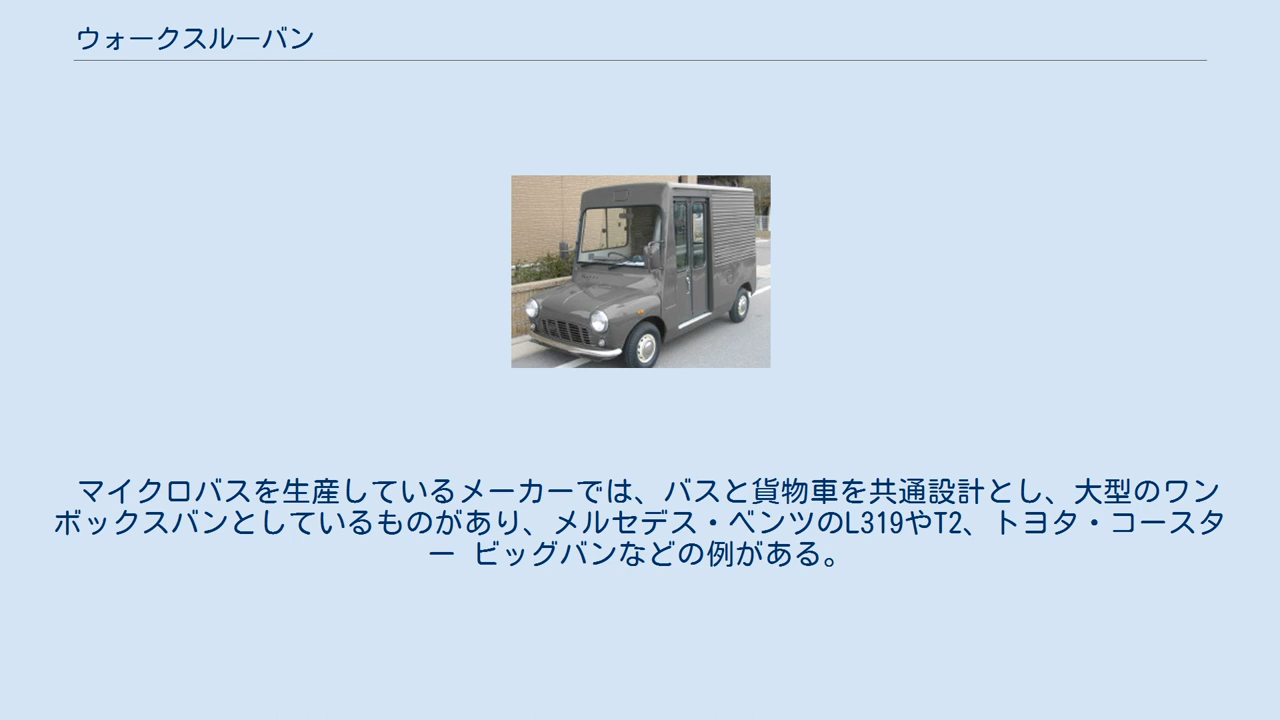 ウォークスルーバン
マイクロバスを生産しているメーカーでは、バスと貨物車を共通設計とし、大型のワン
ボックスバンとしているものがあり、メルセデス・ベンツのL319やT2、トヨタ・コースタ
ー ビッグバンなどの例がある。